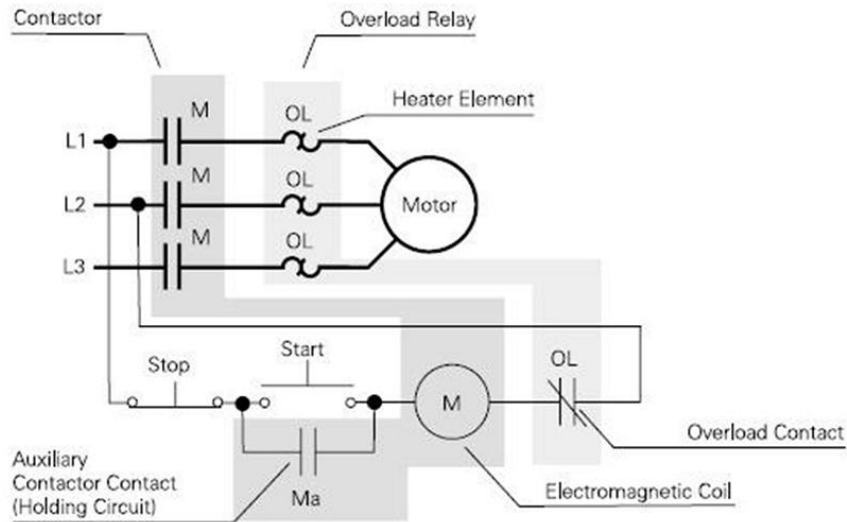 Contactor
Overload Relay
Heater Element
M
OL
L1
M
OL
L2
Motor
M
OL
L3
Start
Stop
OL
M
Overload Contact
Auxiliary
Contactor Contact
(Holding Circuit)
Ma
Electromagnetic Coil